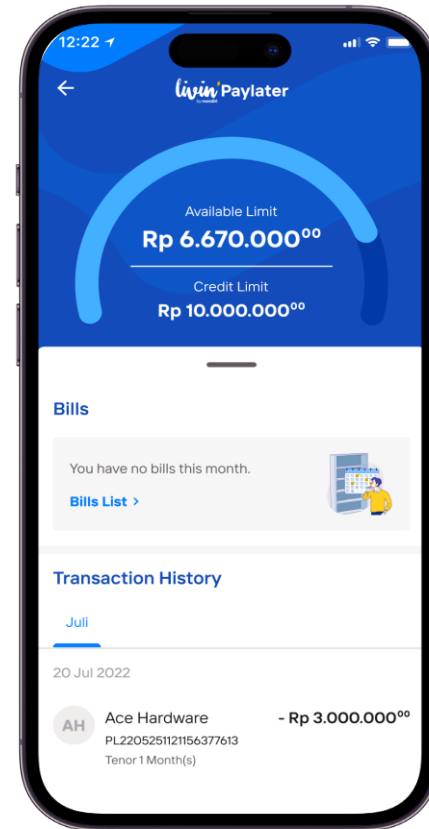 12:22
livin' Paylater
by mandiri
Available Limit
Rp 6.670.000⁰⁰
Credit Limit
Rp 10.000.000⁰⁰
Bills
You have no bills this month.
Bills List >
Transaction History
Juli
20 Jul 2022
AH
Ace Hardware
- Rp 3.000.000⁰⁰
PL2205251121156377613
Tenor 1 Month(s)